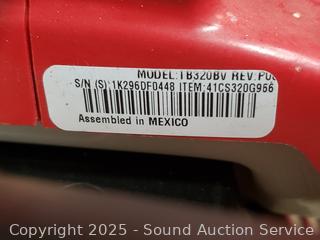 MODEL:TB320BV REV:P0
S/N (S):1K296DF0448 ITEM:41CS320G966
Assembled in MEXICO
Copyright © 2025 - Sound Auction Service